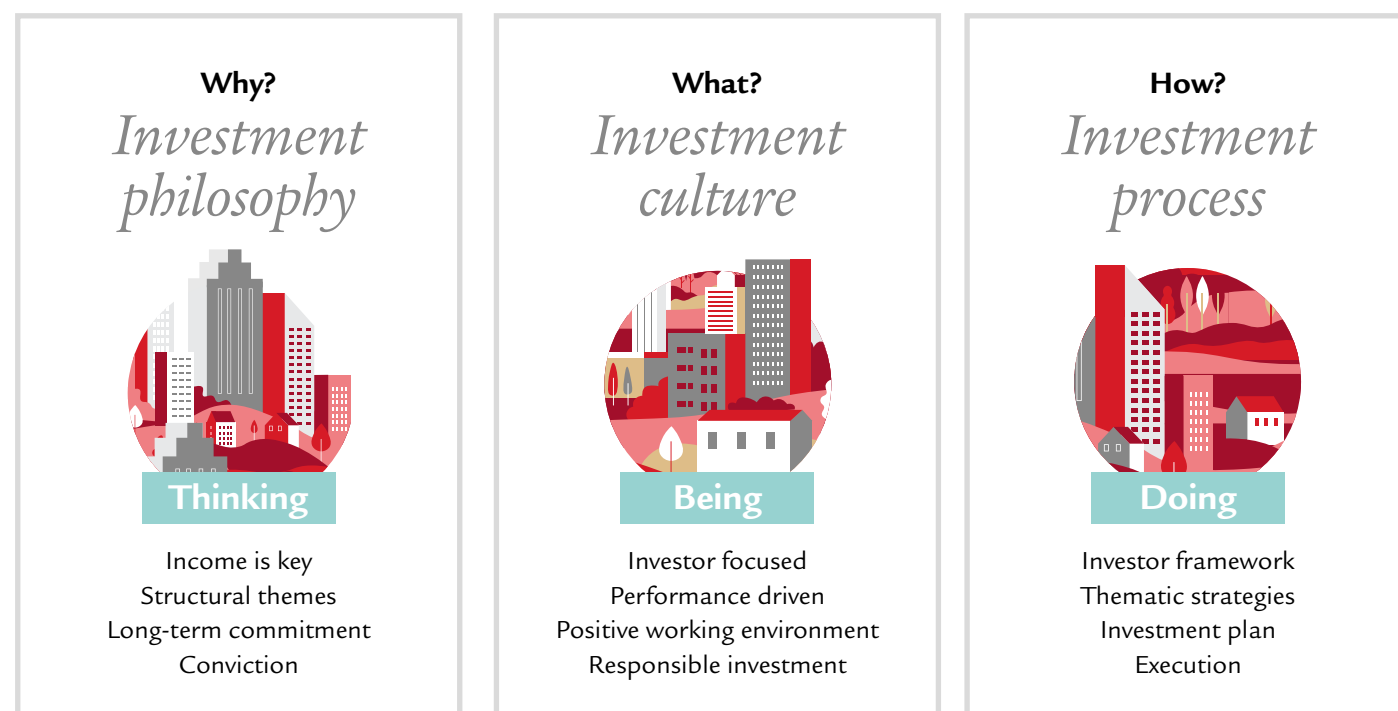 Why?
Investment
philosophy
Thinking
Income is key
Structural themes
Long-term commitment
Conviction
What?
Investment
culture
Being
Investor focused
Performance driven
Positive working environment
Responsible investment
How?
Investment
process
Doing
Investor framework
Thematic strategies
Investment plan
Execution